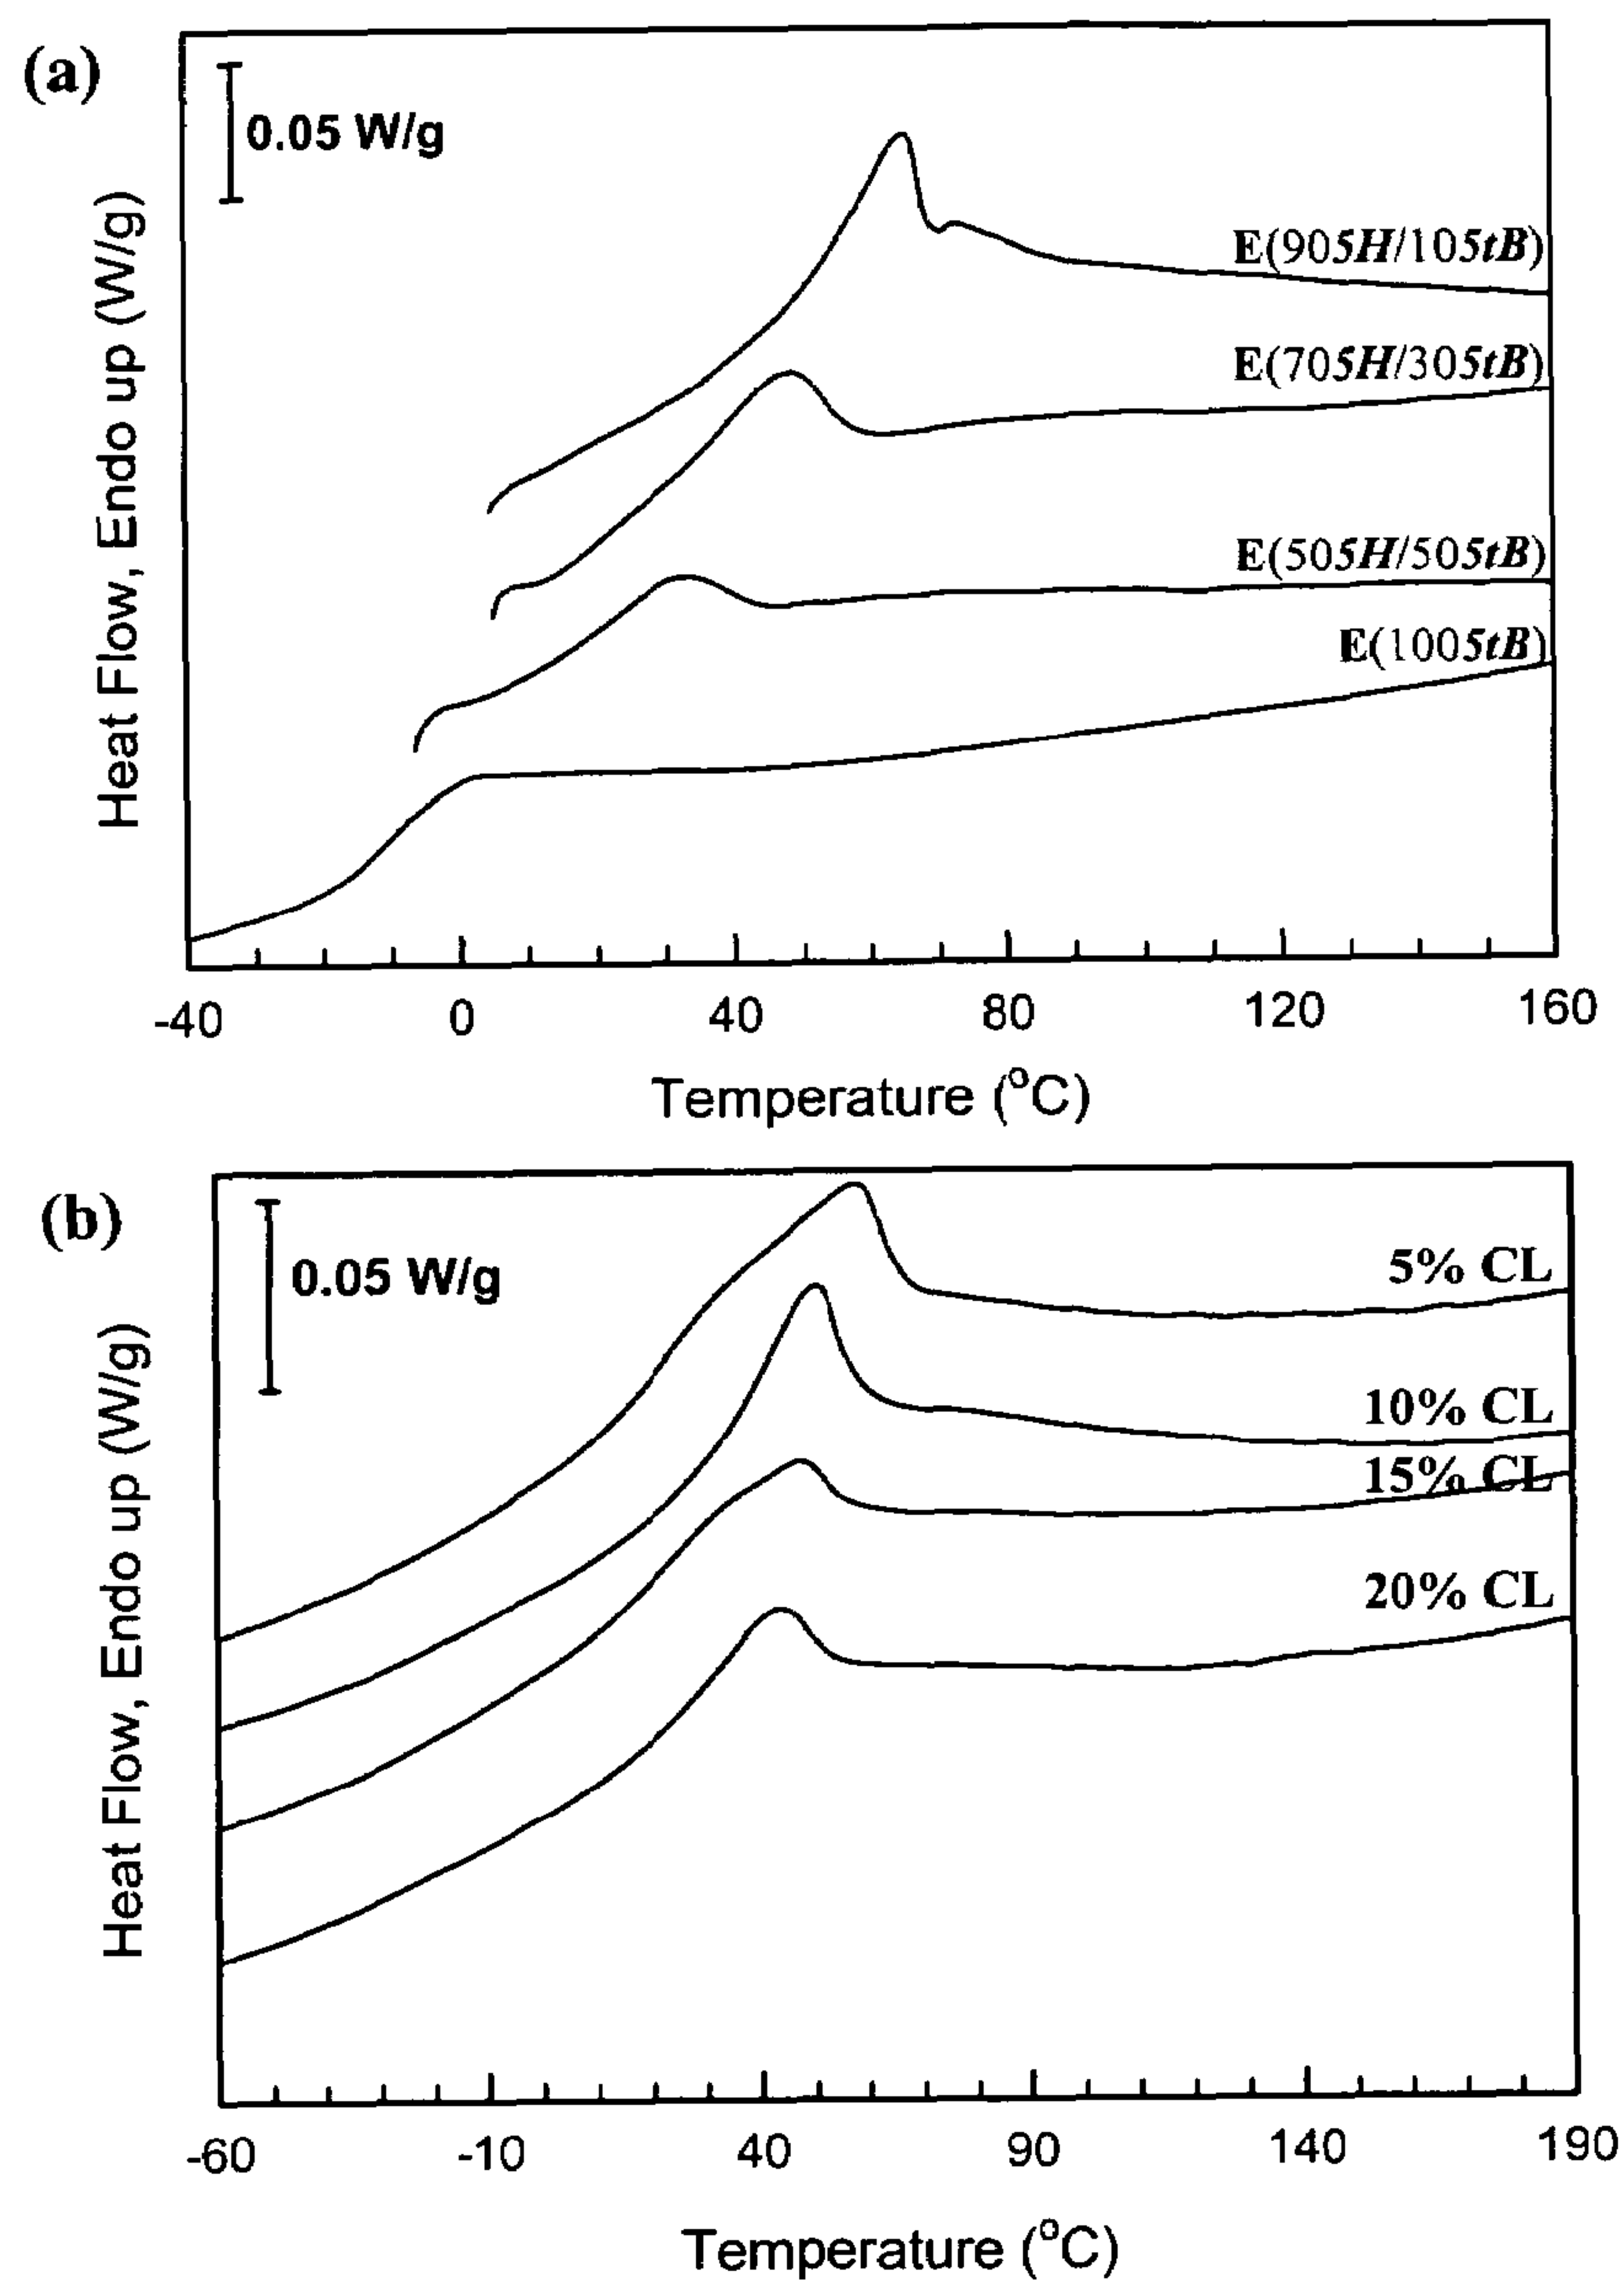 (a)
0.05 W/g
E(905H/105tB)
E(705H/305tB)
E(505H/505tB)
E(1005tB)
Heat Flow, Endo up (W/g)
-40 0 40 80 120 160
Temperature (°C)
(b)
0.05 W/g
5% CL
10% CL
15% CL
20% CL
Heat Flow, Endo up (W/g)
-60 -10 40 90 140 190
Temperature (°C)